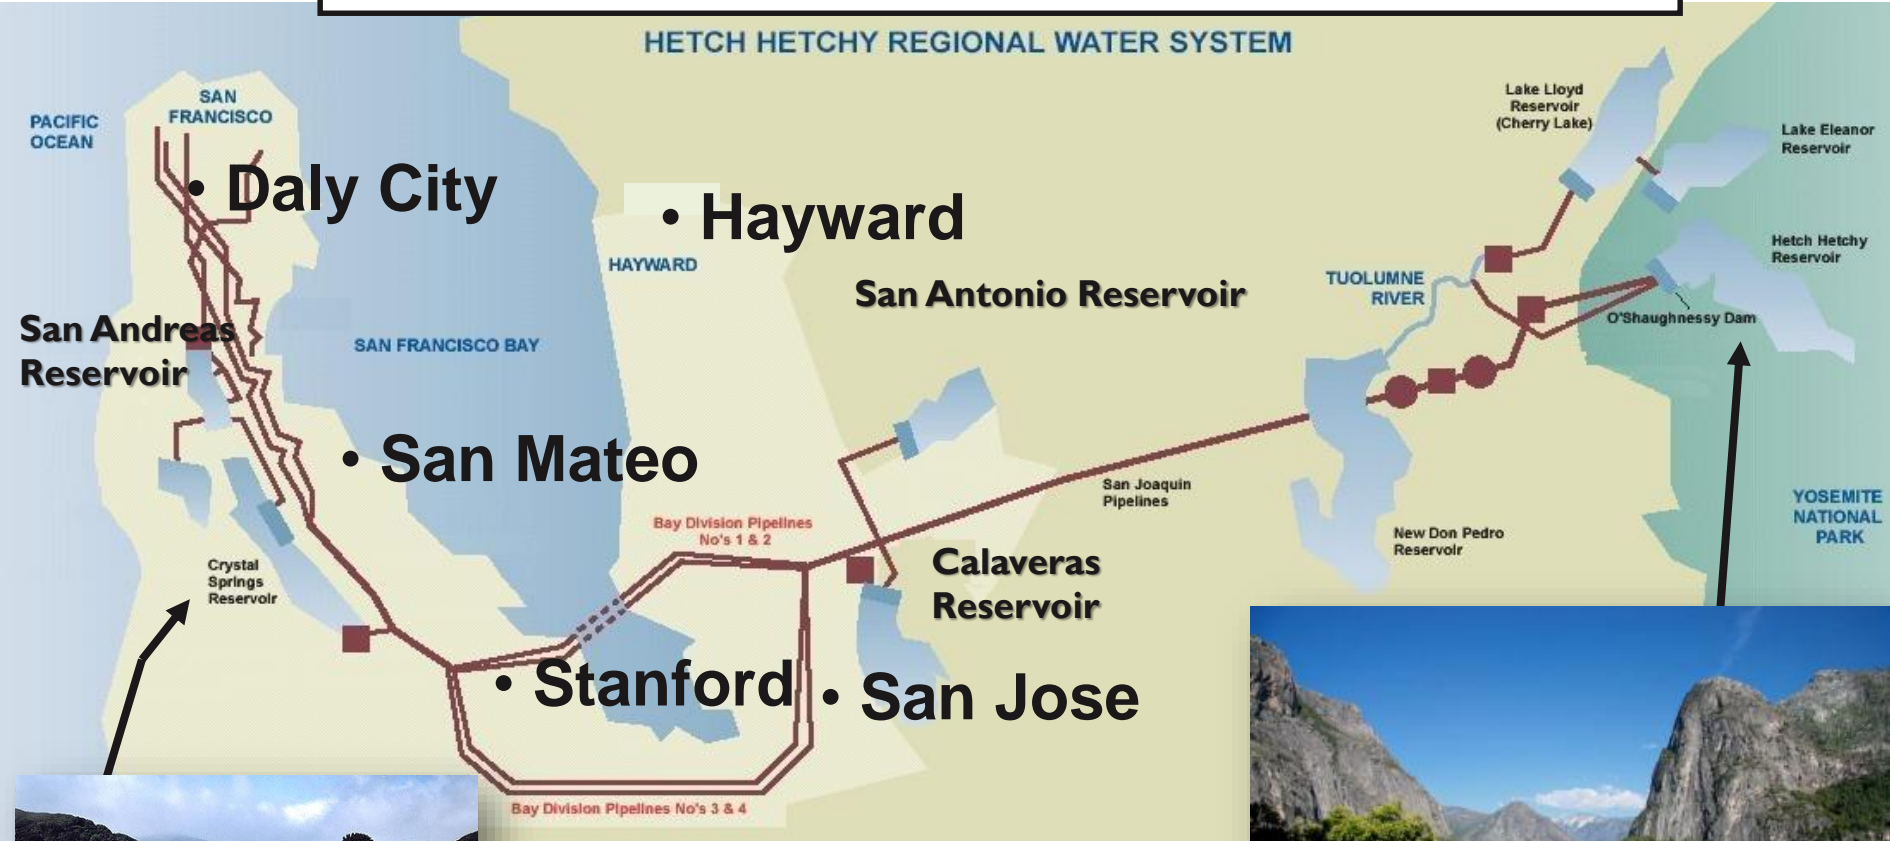 HETCH HETCHY REGIONAL WATER SYSTEM
SAN
FRANCISCO
PACIFIC
OCEAN
Lake Lloyd
Reservoir
(Cherry Lake)
Lake Eleanor
Reservoir
• Daly City
• Hayward
HAYWARD
Hetch Hetchy
Reservoir
San Antonio Reservoir
TUOLUMNE
RIVER
O'Shaughnessy Dam
San Andreas
Reservoir
SAN FRANCISCO BAY
• San Mateo
San Joaquin
Pipelines
YOSEMITE
NATIONAL
PARK
Bay Division Pipelines
No's 1 & 2
New Don Pedro
Reservoir
Crystal
Springs
Reservoir
Calaveras
Reservoir
• Stanford
• San Jose
Bay Division Pipelines No's 3 & 4